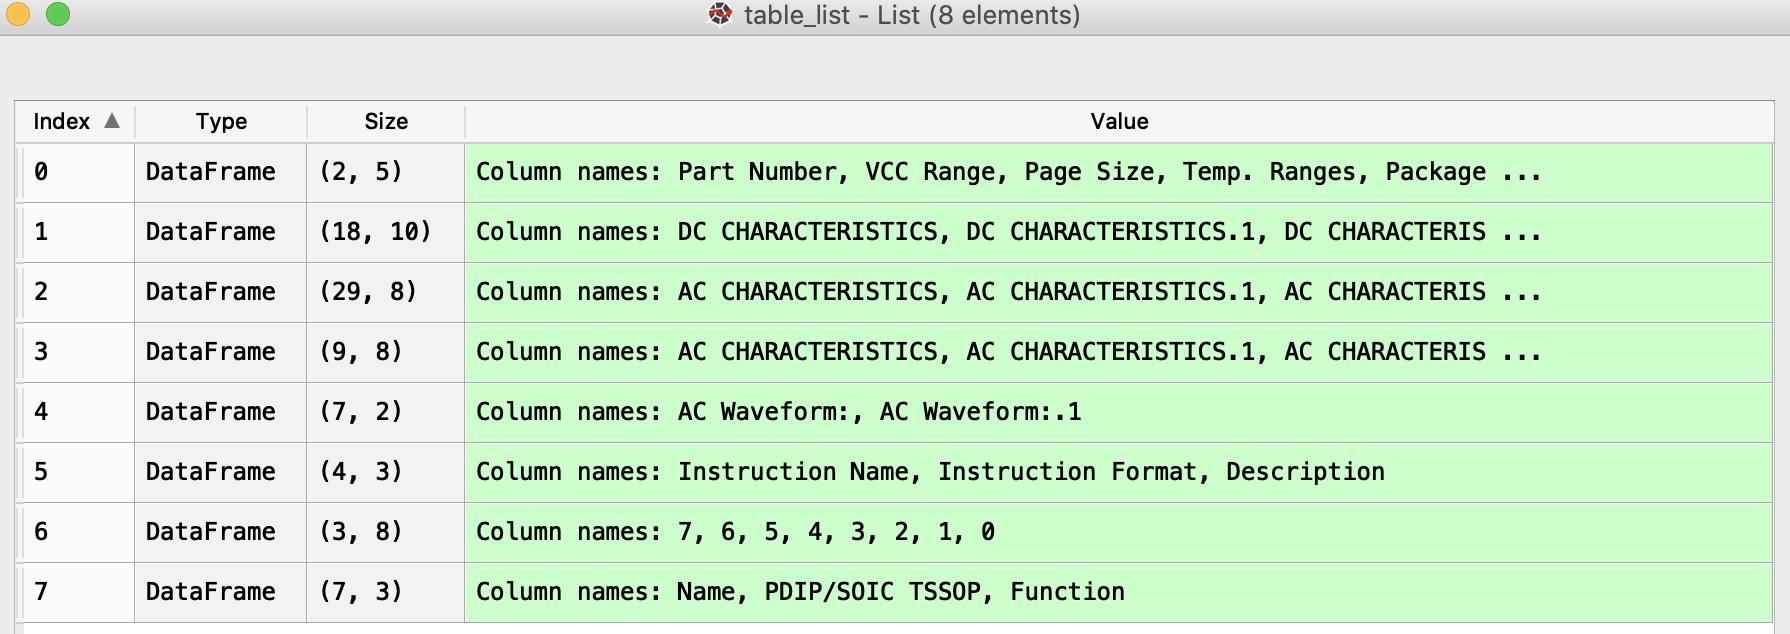 table_list - List (8 elements)
Index ▲ Type Size Value
0 DataFrame (2, 5) Column names: Part Number, VCC Range, Page Size, Temp. Ranges, Package ...
1 DataFrame (18, 10) Column names: DC CHARACTERISTICS, DC CHARACTERISTICS.1, DC CHARACTERIS ...
2 DataFrame (29, 8) Column names: AC CHARACTERISTICS, AC CHARACTERISTICS.1, AC CHARACTERIS ...
3 DataFrame (9, 8) Column names: AC CHARACTERISTICS, AC CHARACTERISTICS.1, AC CHARACTERIS ...
4 DataFrame (7, 2) Column names: AC Waveform:, AC Waveform:.1
5 DataFrame (4, 3) Column names: Instruction Name, Instruction Format, Description
6 DataFrame (3, 8) Column names: 7, 6, 5, 4, 3, 2, 1, 0
7 DataFrame (7, 3) Column names: Name, PDIP/SOIC TSSOP, Function